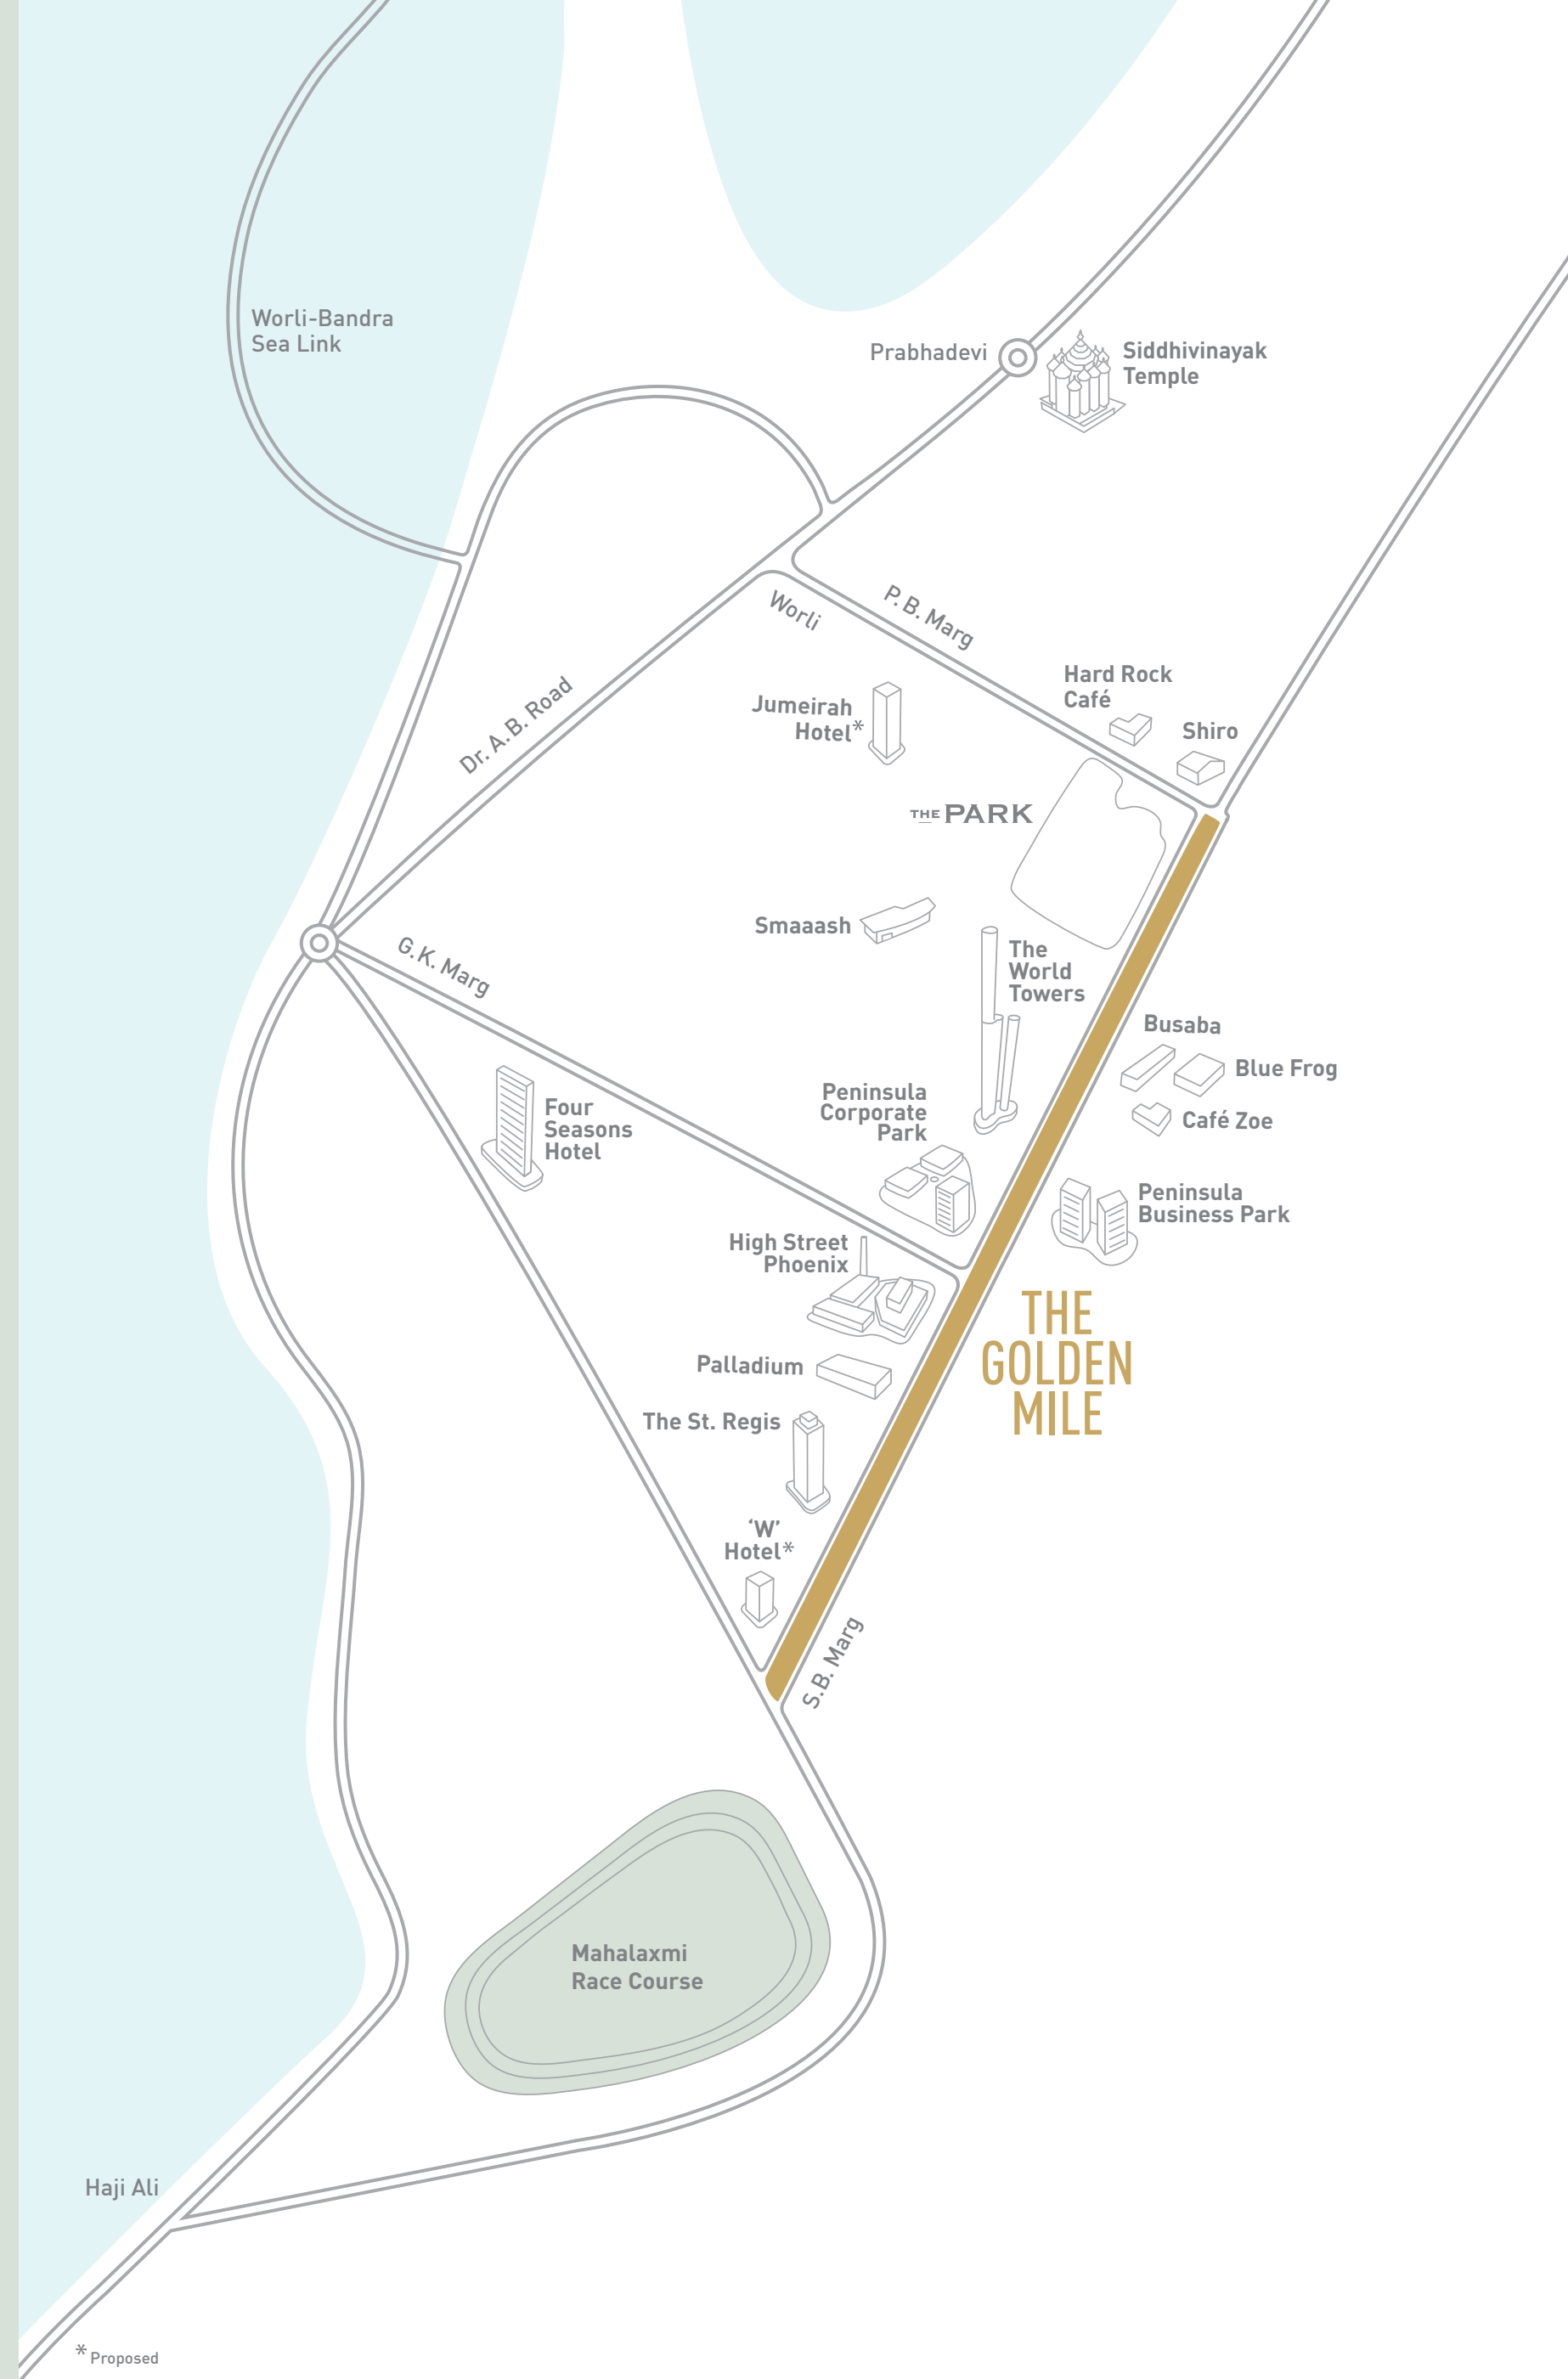 Worli-Bandra
Sea Link
Prabhadevi
Siddhivinayak
Temple
Worli
P. B. Marg
Hard Rock
Café
Shiro
Jumeirah
Hotel*
Dr. A. B. Road
THE PARK
Smaaash
The
World
Towers
G.K. Marg
Busaba
Blue Frog
Café Zoe
Four
Seasons
Hotel
Peninsula
Corporate
Park
Peninsula
Business Park
High Street
Phoenix
THE
GOLDEN
MILE
Palladium
The St. Regis
‘W’
Hotel*
S.B. Marg
Mahalaxmi
Race Course
Haji Ali
* Proposed